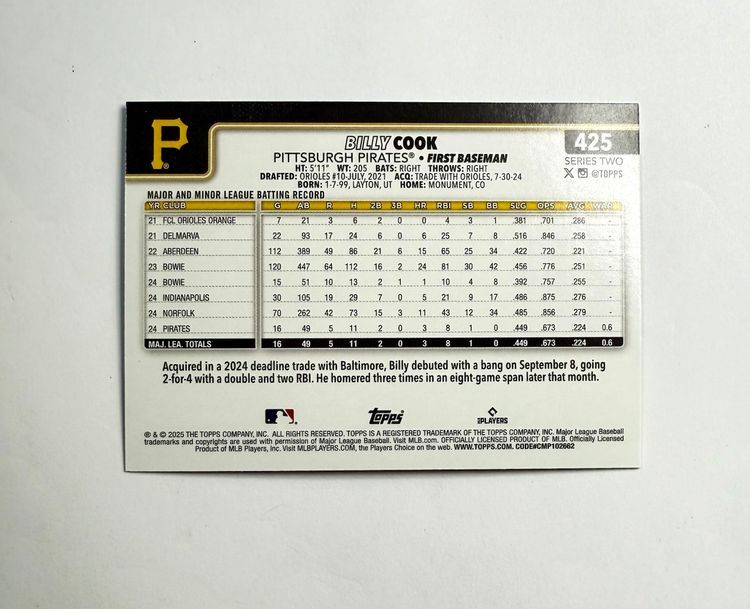 P
BILLY COOK
425
PITTSBURGH PIRATES® • FIRST BASEMAN
SERIES TWO
HT: 5'11" WT: 205 BATS: RIGHT THROWS: RIGHT
@TOPPS
DRAFTED: ORIOLES #10-JULY, 2021 ACQ: TRADE WITH ORIOLES, 7-30-24
BORN: 1-7-99, LAYTON, UT HOME: MONUMENT, CO
MAJOR AND MINOR LEAGUE BATTING RECORD
YR CLUB G AB R H 2B 3B HR RBI SB BB SLG OPS AVG WAR
21 FCL ORIOLES ORANGE 7 21 3 6 2 0 0 4 3 1 .381 .701 .286 -
21 DELMARVA 22 93 17 24 6 0 6 25 7 8 .516 .846 .258 -
22 ABERDEEN 112 389 49 86 21 6 15 65 25 34 .422 .720 .221 -
23 BOWIE 120 447 64 112 16 2 24 81 30 42 .456 .776 .251 -
24 BOWIE 15 51 10 13 2 1 1 10 4 8 .392 .757 .255 -
24 INDIANAPOLIS 30 105 19 29 7 0 5 21 9 17 .486 .875 .276 -
24 NORFOLK 70 262 42 73 15 3 11 43 12 34 .485 .856 .279 -
24 PIRATES 16 49 5 11 2 0 3 8 1 0 .449 .673 .224 0.6
MAJ. LEA. TOTALS 16 49 5 11 2 0 3 8 1 0 .449 .673 .224 0.6
Acquired in a 2024 deadline trade with Baltimore, Billy debuted with a bang on September 8, going
2-for-4 with a double and two RBI. He homered three times in an eight-game span later that month.
Topps
PLAYERS
® & © 2025 THE TOPPS COMPANY, INC. ALL RIGHTS RESERVED. TOPPS IS A REGISTERED TRADEMARK OF THE TOPPS COMPANY, INC. Major League Baseball
trademarks and copyrights are used with permission of Major League Baseball. Visit MLB.com. OFFICIALLY LICENSED PRODUCT OF MLB. Officially Licensed
Product of MLB Players, Inc. Visit MLBPLAYERS.COM, the Players Choice on the web. WWW.TOPPS.COM. CODE#CMP102662